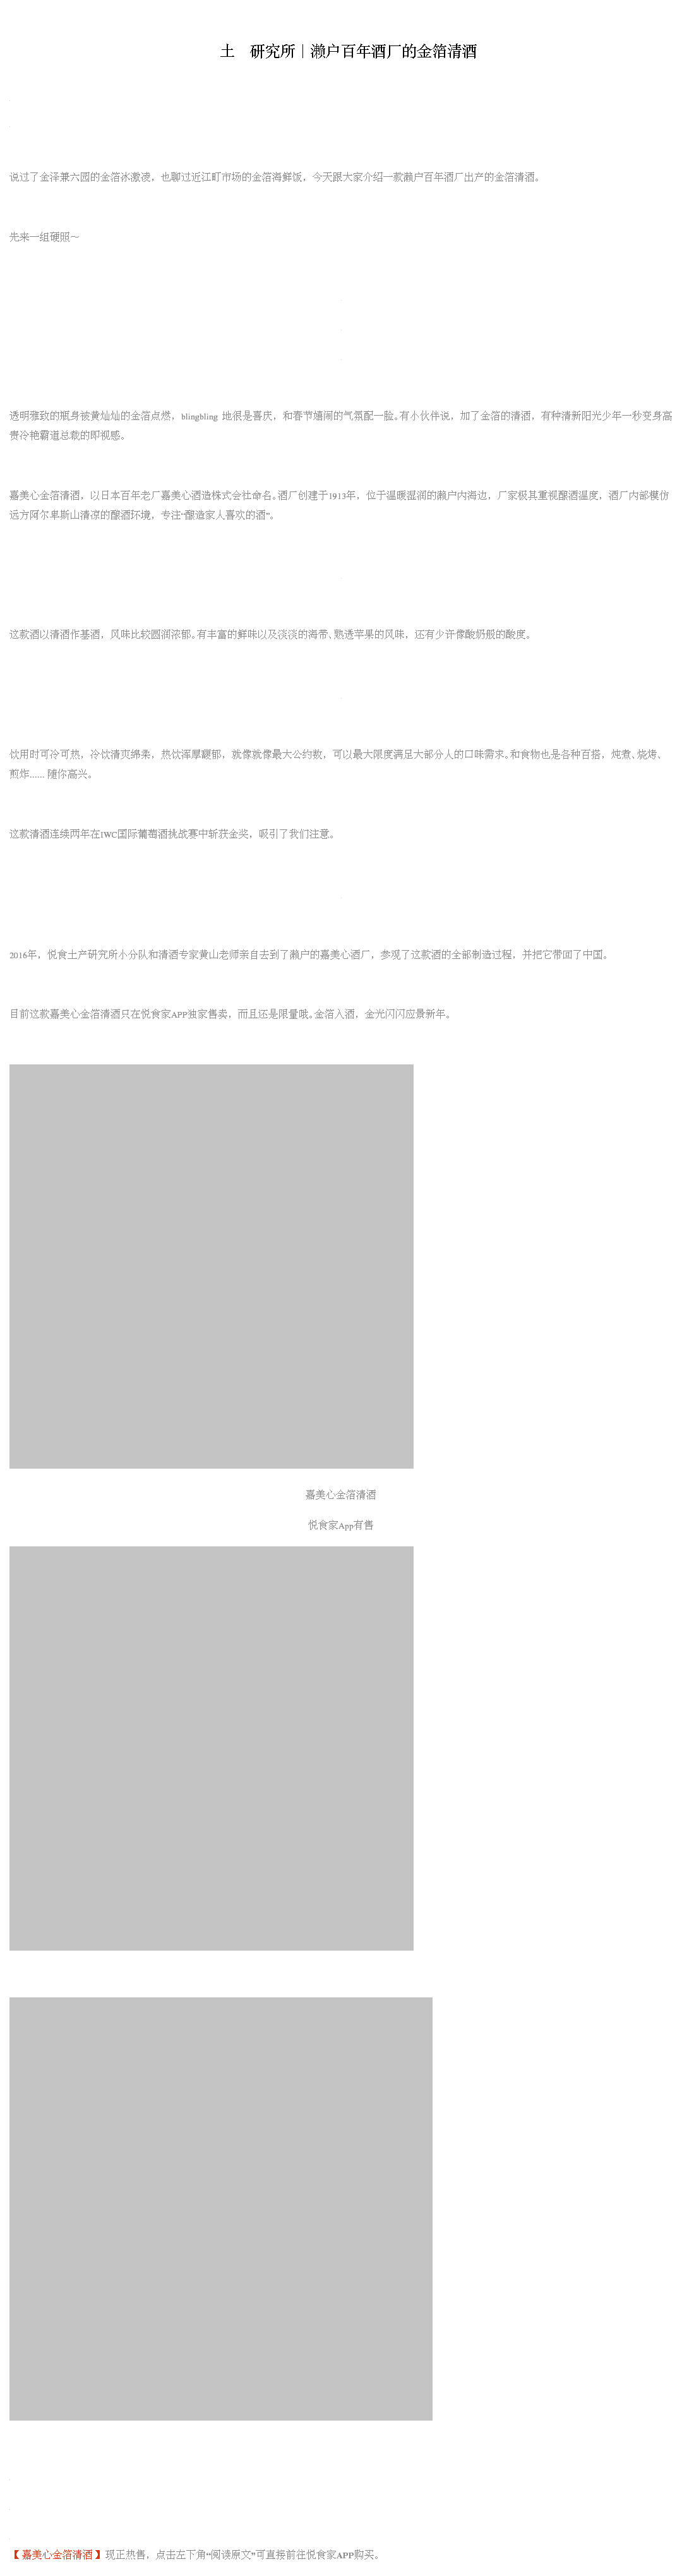 土 研究所｜濑户百年酒厂的金箔清酒
说过了金泽兼六园的金箔冰激凌，也聊过近江町市场的金箔海鲜饭，今天跟大家介绍一款濑户百年酒厂出产的金箔清酒。
先来一组硬照～
透明雅致的瓶身被黄灿灿的金箔点燃，blingbling 地很是喜庆，和春节嬉闹的气氛配一脸。有小伙伴说，加了金箔的清酒，有种清新阳光少年一秒变身高
贵冷艳霸道总裁的即视感。
嘉美心金箔清酒，以日本百年老厂嘉美心酒造株式会社命名。酒厂创建于1913年，位于温暖湿润的濑户内海边，厂家极其重视酿酒温度，酒厂内部模仿
远方阿尔卑斯山清凉的酿酒环境，专注“酿造家人喜欢的酒”。
这款酒以清酒作基酒，风味比较圆润浓郁。有丰富的鲜味以及淡淡的海带、熟透苹果的风味，还有少许像酸奶般的酸度。
饮用时可冷可热，冷饮清爽绵柔，热饮浑厚馥郁，就像就像最大公约数，可以最大限度满足大部分人的口味需求。和食物也是各种百搭，炖煮、烧烤、
煎炸...... 随你高兴。
这款清酒连续两年在IWC国际葡萄酒挑战赛中斩获金奖，吸引了我们注意。
2016年，悦食土产研究所小分队和清酒专家黄山老师亲自去到了濑户的嘉美心酒厂，参观了这款酒的全部制造过程，并把它带回了中国。
目前这款嘉美心金箔清酒只在悦食家APP独家售卖，而且还是限量哦。金箔入酒，金光闪闪应景新年。
嘉美心金箔清酒
悦食家App有售
【 嘉美心金箔清酒 】 现正热售，点击左下角“阅读原文”可直接前往悦食家APP购买。